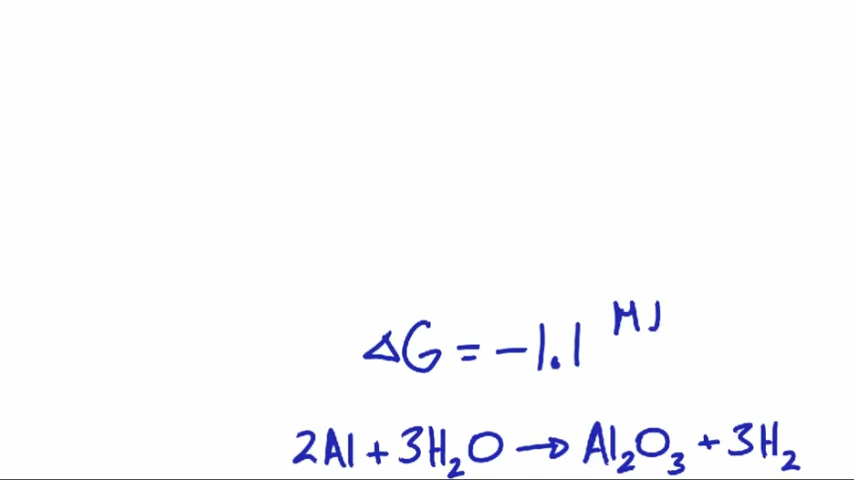 ΔG = -1.1 MJ
2Al + 3H₂O → Al₂O₃ + 3H₂